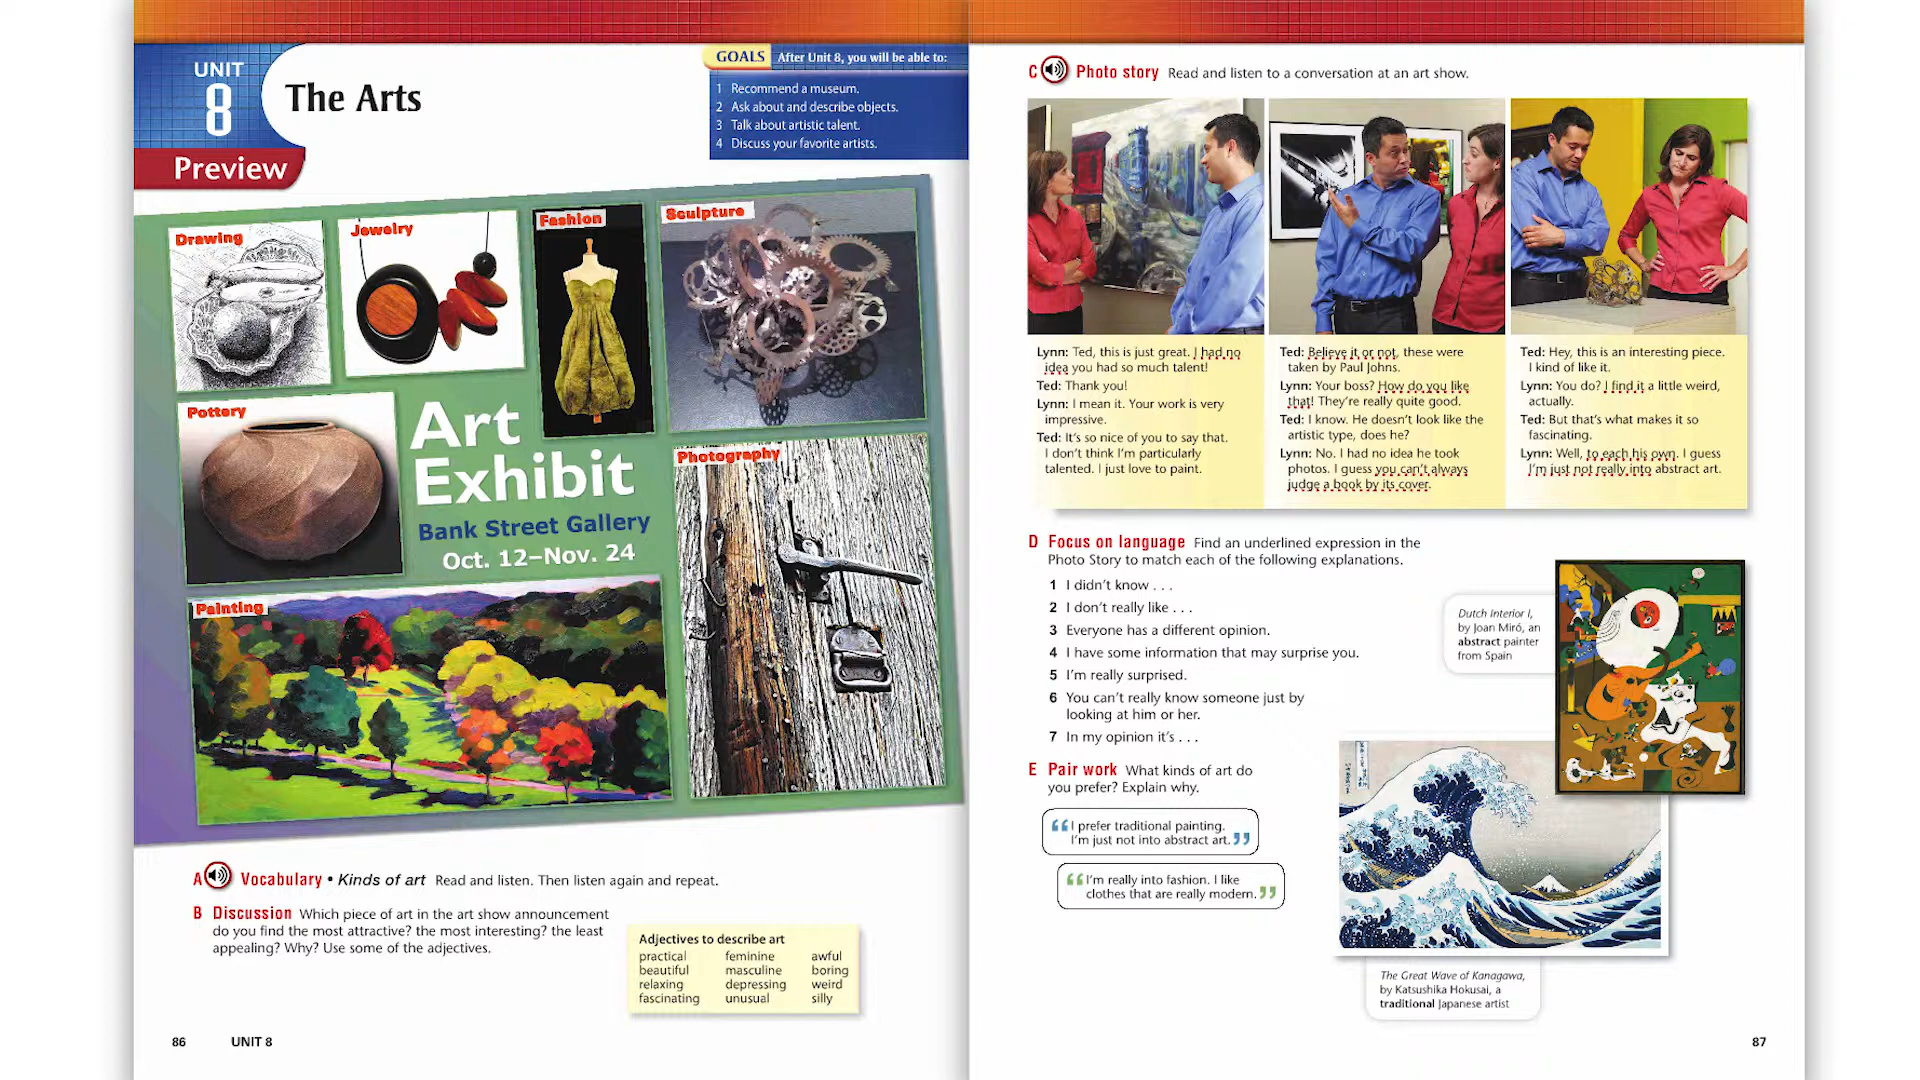 UNIT
8
The Arts
Preview
GOALS After Unit 8, you will be able to:
1 Recommend a museum.
2 Ask about and describe objects.
3 Talk about artistic talent.
4 Discuss your favorite artists.
Drawing
Jewelry
Fashion
Sculpture
Pottery
Art
Exhibit
Bank Street Gallery
Oct. 12–Nov. 24
Photography
Painting
A Vocabulary • Kinds of art Read and listen. Then listen again and repeat.
B Discussion Which piece of art in the art show announcement
do you find the most attractive? the most interesting? the least
appealing? Why? Use some of the adjectives.
Adjectives to describe art
practical feminine awful
beautiful masculine boring
relaxing depressing weird
fascinating unusual silly
86 UNIT 8
C Photo story Read and listen to a conversation at an art show.
Lynn: Ted, this is just great. I had no
idea you had so much talent!
Ted: Thank you!
Lynn: I mean it. Your work is very
impressive.
Ted: It's so nice of you to say that.
I don't think I'm particularly
talented. I just love to paint.
Ted: Believe it or not, these were
taken by Paul Johns.
Lynn: Your boss? How do you like
that! They're really quite good.
Ted: I know. He doesn't look like the
artistic type, does he?
Lynn: No. I had no idea he took
photos. I guess you can't always
judge a book by its cover.
Ted: Hey, this is an interesting piece.
I kind of like it.
Lynn: You do? I find it a little weird,
actually.
Ted: But that's what makes it so
fascinating.
Lynn: Well, to each his own. I guess
I'm just not really into abstract art.
D Focus on language Find an underlined expression in the
Photo Story to match each of the following explanations.
1 I didn't know . . .
2 I don't really like . . .
3 Everyone has a different opinion.
4 I have some information that may surprise you.
5 I'm really surprised.
6 You can't really know someone just by
looking at him or her.
7 In my opinion it's . . .
Dutch Interior I,
by Joan Miró, an
abstract painter
from Spain
E Pair work What kinds of art do
you prefer? Explain why.
“I prefer traditional painting.
I'm just not into abstract art.”
“I'm really into fashion. I like
clothes that are really modern.”
The Great Wave of Kanagawa,
by Katsushika Hokusai, a
traditional Japanese artist
87